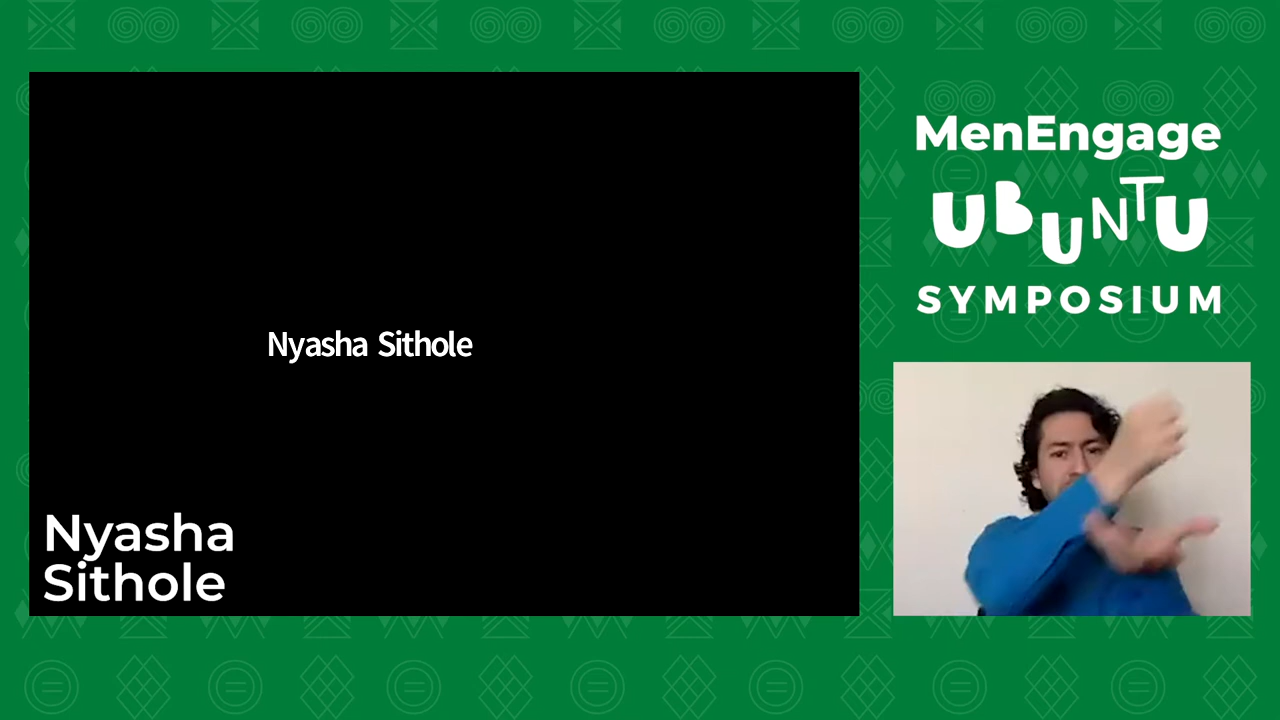 Nyasha Sithole
Nyasha
Sithole
MenEngage
UBUNTU
SYMPOSIUM